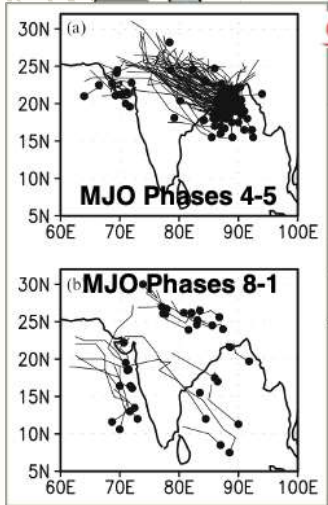 (a)
30N
25N
20N
15N
10N
5N
MJO Phases 4-5
60E 70E 80E 90E 100E
(b) MJO Phases 8-1
30N
25N
20N
15N
10N
5N
60E 70E 80E 90E 100E